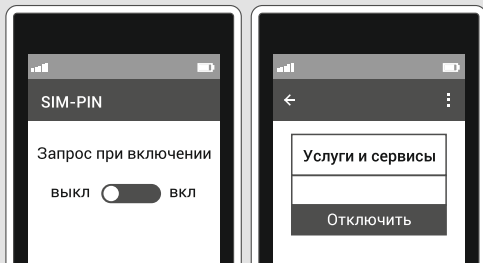 SIM-PIN
Запрос при включении
выкл вкл
Услуги и сервисы
Отключить